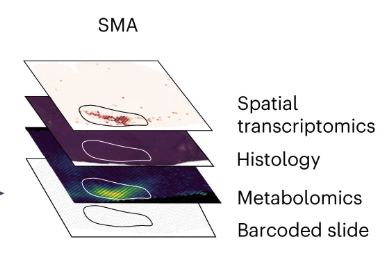 SMA
Spatial
transcriptomics
Histology
Metabolomics
Barcoded slide